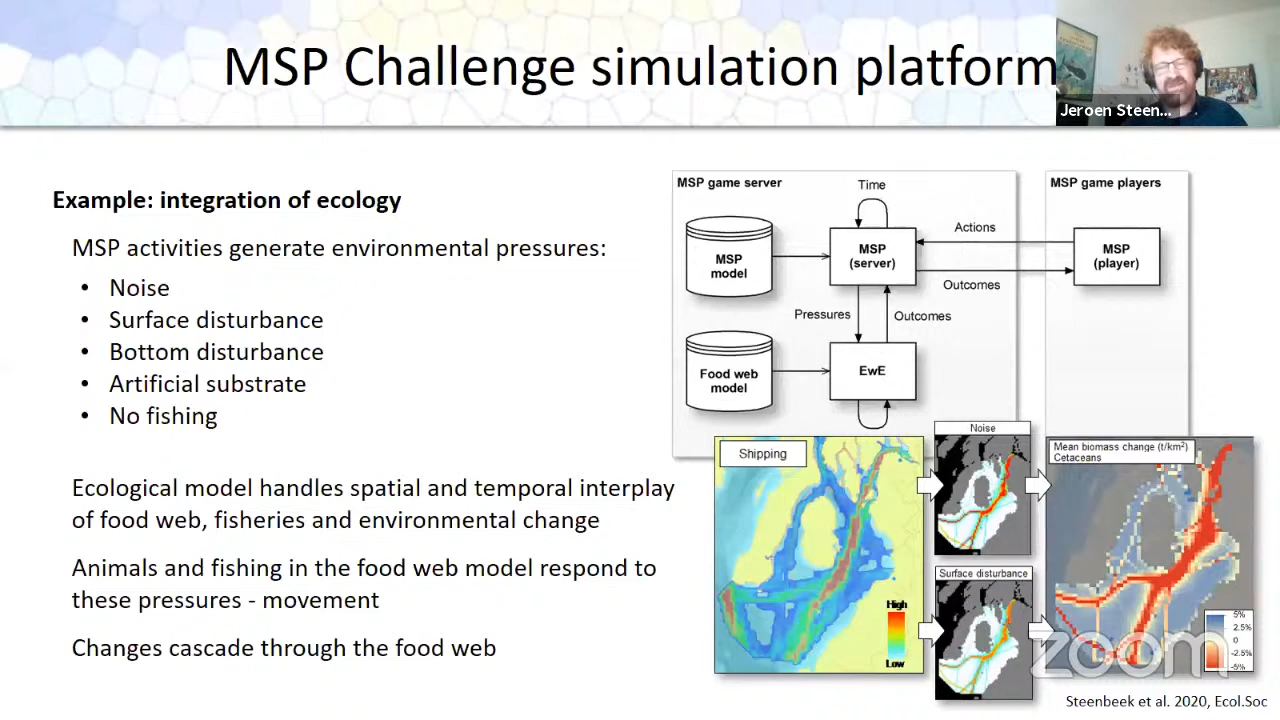 MSP Challenge simulation platform
Jeroen Steen...
Example: integration of ecology
MSP activities generate environmental pressures:
• Noise
• Surface disturbance
• Bottom disturbance
• Artificial substrate
• No fishing
Ecological model handles spatial and temporal interplay
of food web, fisheries and environmental change
Animals and fishing in the food web model respond to
these pressures - movement
Changes cascade through the food web
MSP game server
MSP game players
Time
MSP
model
MSP
(server)
Actions
Outcomes
MSP
(player)
Pressures
Outcomes
Food web
model
EwE
Shipping
High
Low
Noise
Surface disturbance
Mean biomass change (t/km²)
Cetaceans
5%
2.5%
0
-2.5%
-5%
zoom
Steenbeek et al. 2020, Ecol.Soc